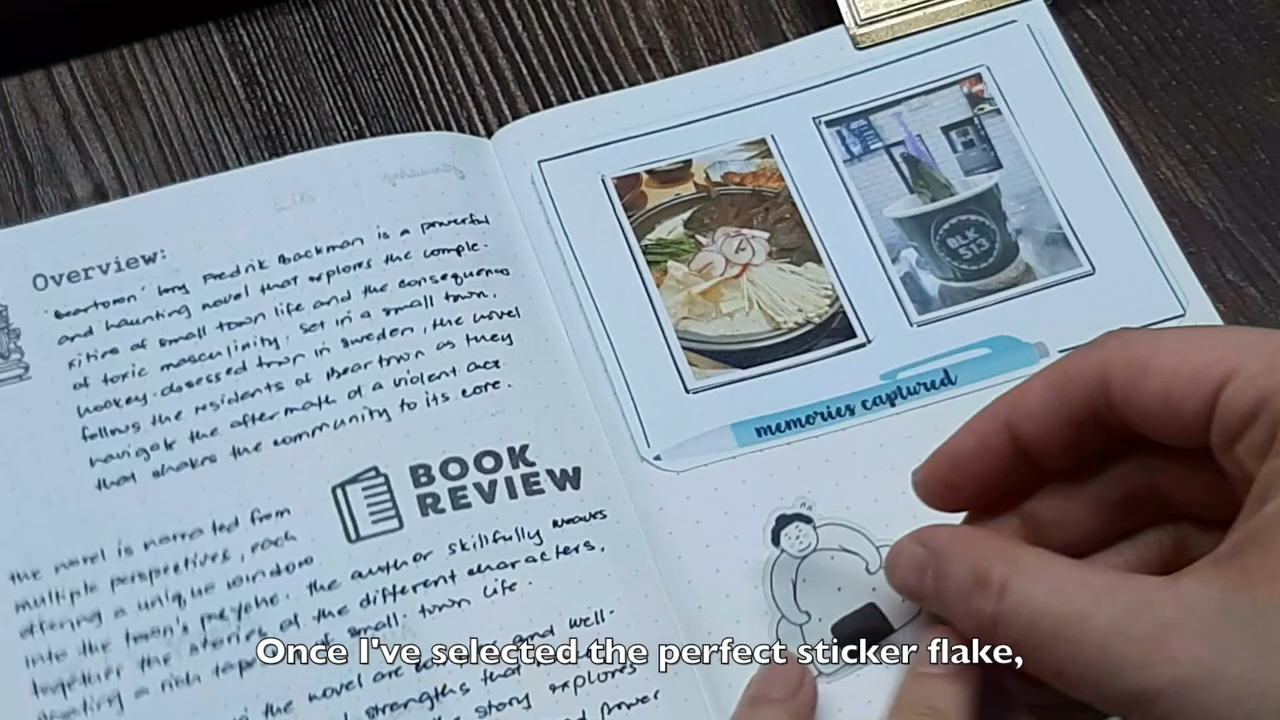 Overview:
'Beartown' by Fredrik Backman is a powerful
and haunting novel that explores the comple-
xities of small town life and the consequences
of toxic masculinity. Set in a small town,
hockey-obsessed town in Sweden, the novel
follows the residents of Beartown as they
navigate the aftermath of a violent act
that shakes the community to its core.
BOOK
REVIEW
the novel is narrated from
multiple perspectives, each
offering a unique window
into the town's psyche. the author skillfully weaves
together the stories of the different characters,
a rich of small-town life.
the novel are and well-
strengths that
story explores
power
BLK
513
memories captured
Once I've selected the perfect sticker flake,